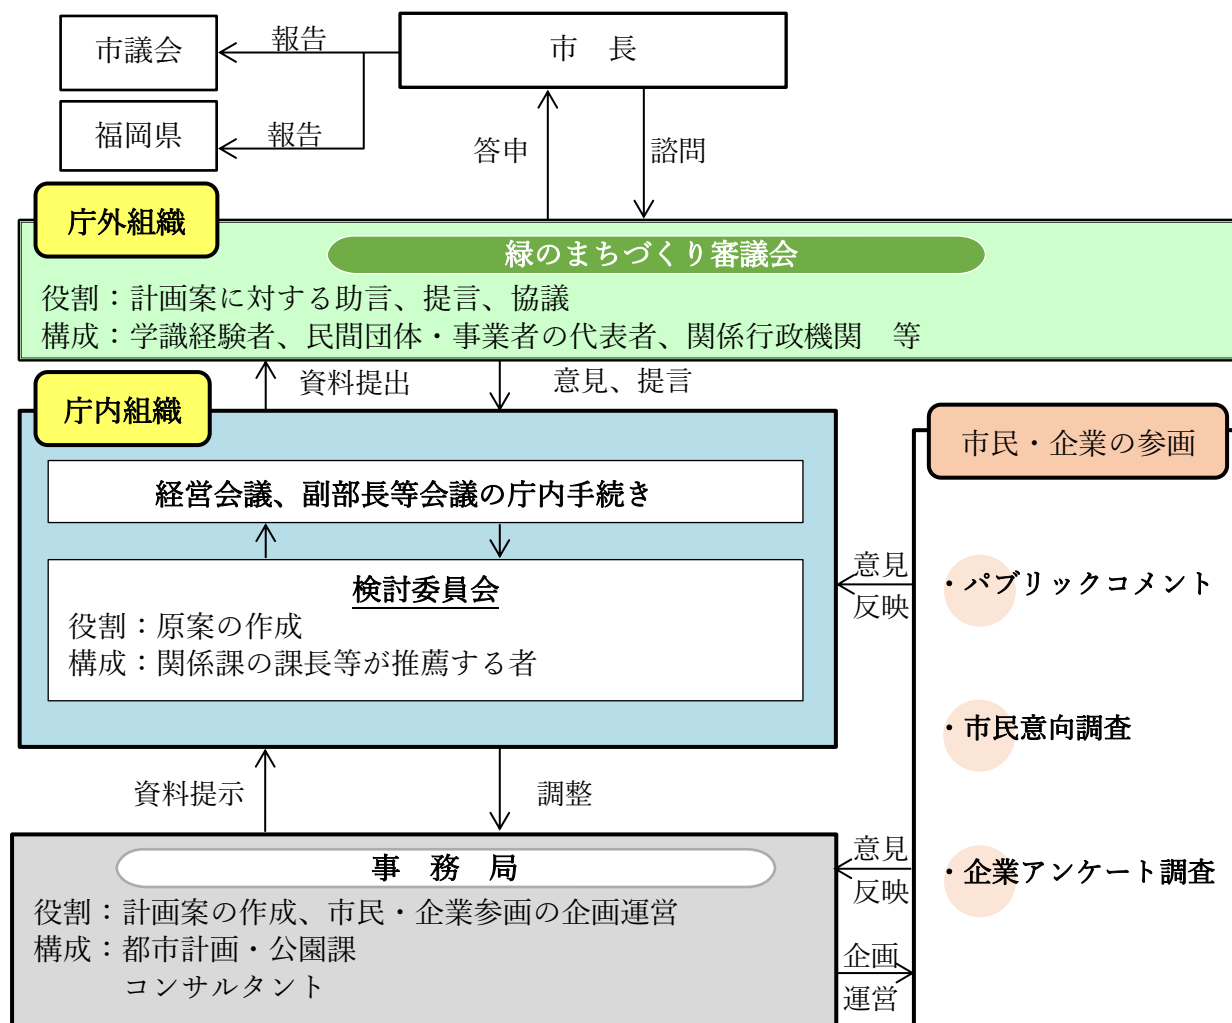 市議会
報告
市　長
福岡県
報告
答申
諮問
庁外組織
緑のまちづくり審議会
役割：計画案に対する助言、提言、協議
構成：学識経験者、民間団体・事業者の代表者、関係行政機関　等
資料提出
意見、提言
庁内組織
経営会議、副部長等会議の庁内手続き
検討委員会
役割：原案の作成
構成：関係課の課長等が推薦する者
市民・企業の参画
意見
反映
・パブリックコメント
・市民意向調査
・企業アンケート調査
資料提示
調整
事　務　局
役割：計画案の作成、市民・企業参画の企画運営
構成：都市計画・公園課
コンサルタント
意見
反映
企画
運営